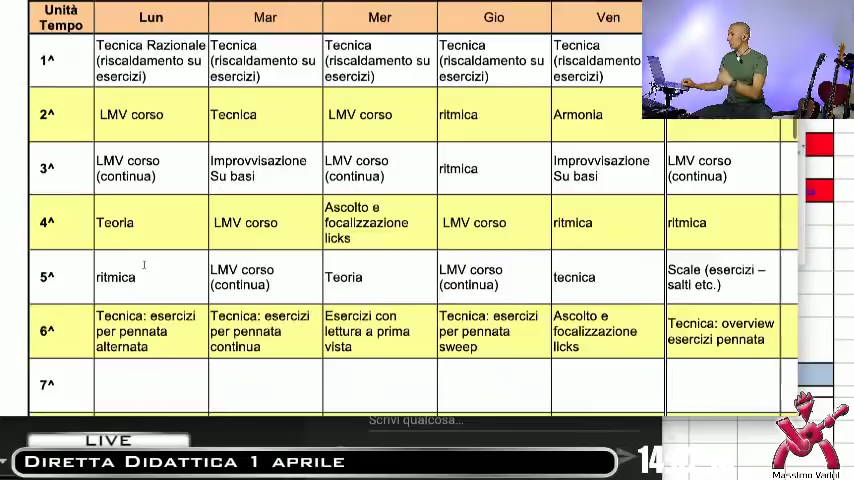 Unità
Tempo
Lun
Mar
Mer
Gio
Ven
1^
Tecnica Razionale
(riscaldamento su
esercizi)
Tecnica
(riscaldamento su
esercizi)
Tecnica
(riscaldamento su
esercizi)
Tecnica
(riscaldamento su
esercizi)
Tecnica
(riscaldamento su
esercizi)
2^
LMV corso
Tecnica
LMV corso
ritmica
Armonia
3^
LMV corso
(continua)
Improvvisazione
Su basi
LMV corso
(continua)
ritmica
Improvvisazione
Su basi
LMV corso
(continua)
4^
Teoria
LMV corso
Ascolto e
focalizzazione
licks
LMV corso
ritmica
ritmica
5^
ritmica
LMV corso
(continua)
Teoria
LMV corso
(continua)
tecnica
Scale (esercizi –
salti etc.)
6^
Tecnica: esercizi
per pennata
alternata
Tecnica: esercizi
per pennata
continua
Esercizi con
lettura a prima
vista
Tecnica: esercizi
per pennata
sweep
Ascolto e
focalizzazione
licks
Tecnica: overview
esercizi pennata
7^
Scrivi qualcosa...
LIVE
Diretta Didattica 1 aprile
Massimo Varini